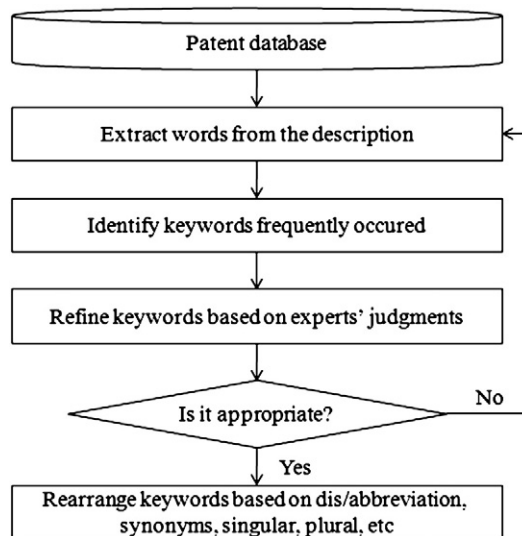 Patent database
Extract words from the description
Identify keywords frequently occured
Refine keywords based on experts' judgments
Is it appropriate?
No
Yes
Rearrange keywords based on dis/abbreviation,
synonyms, singular, plural, etc